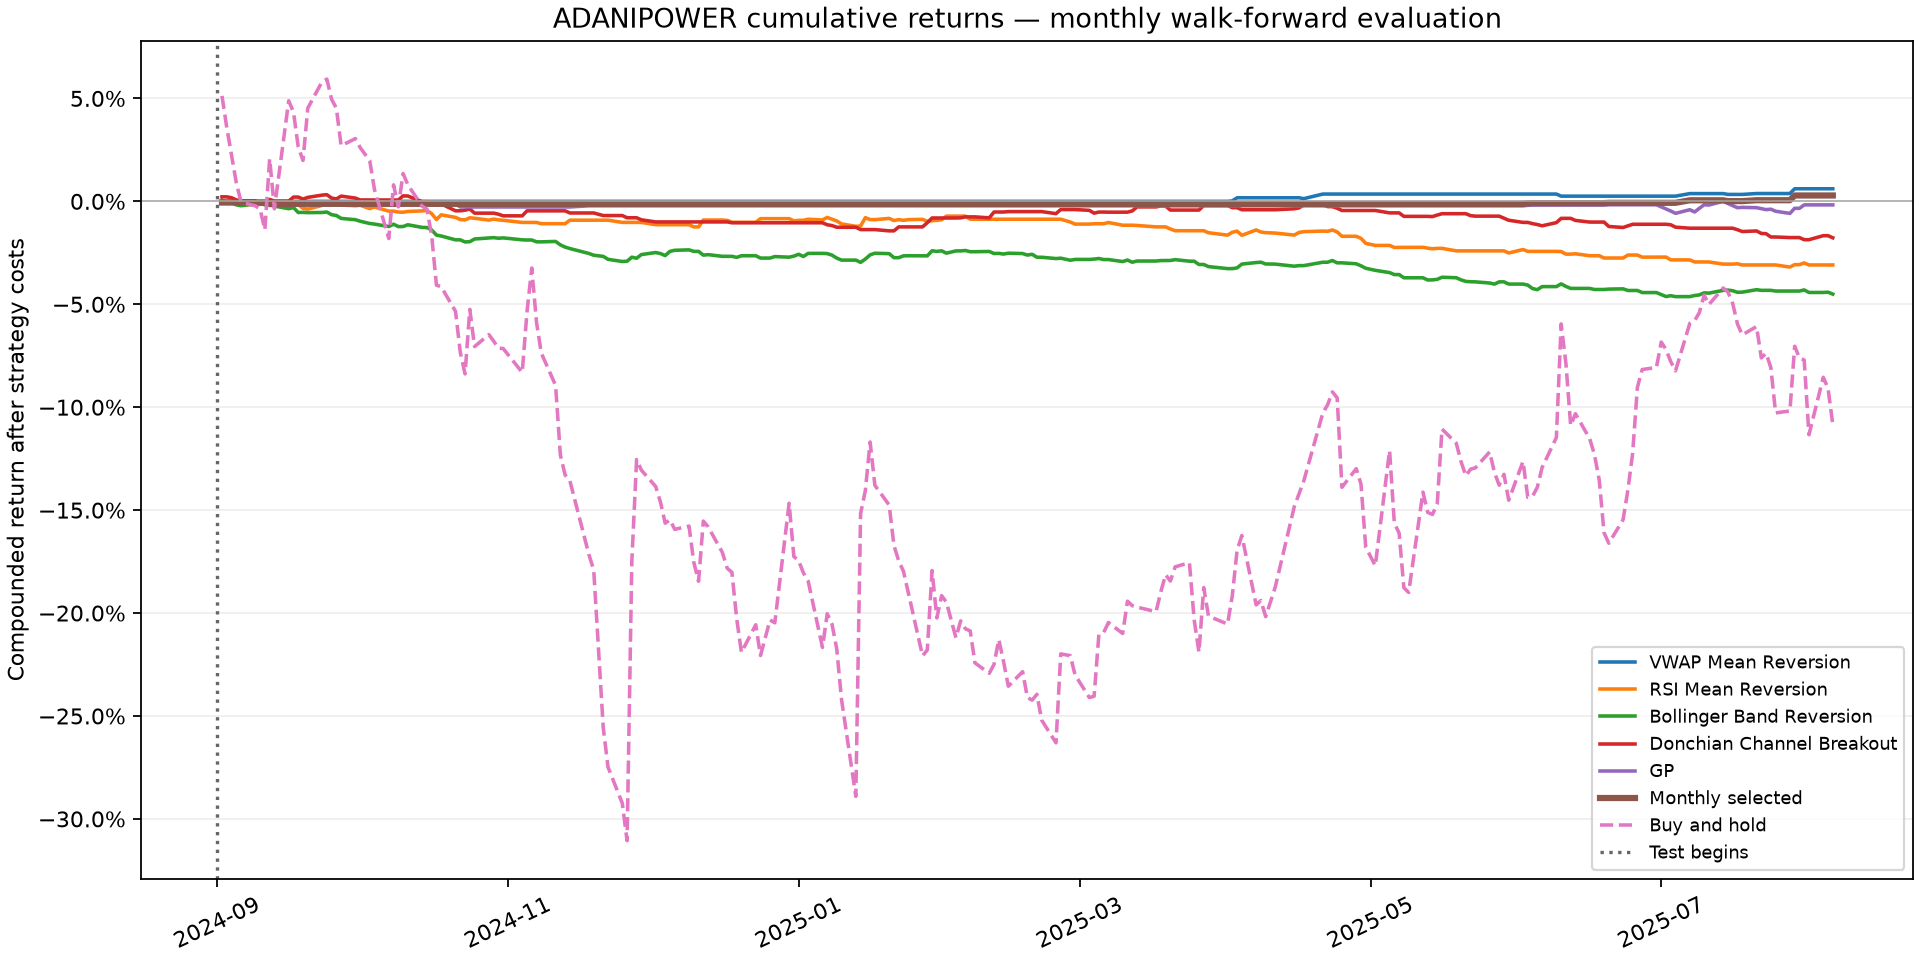 ADANIPOWER cumulative returns — monthly walk-forward evaluation
Compounded return after strategy costs
5.0%
0.0%
−5.0%
−10.0%
−15.0%
−20.0%
−25.0%
−30.0%
2024-09
2024-11
2025-01
2025-03
2025-05
2025-07
VWAP Mean Reversion
RSI Mean Reversion
Bollinger Band Reversion
Donchian Channel Breakout
GP
Monthly selected
Buy and hold
Test begins